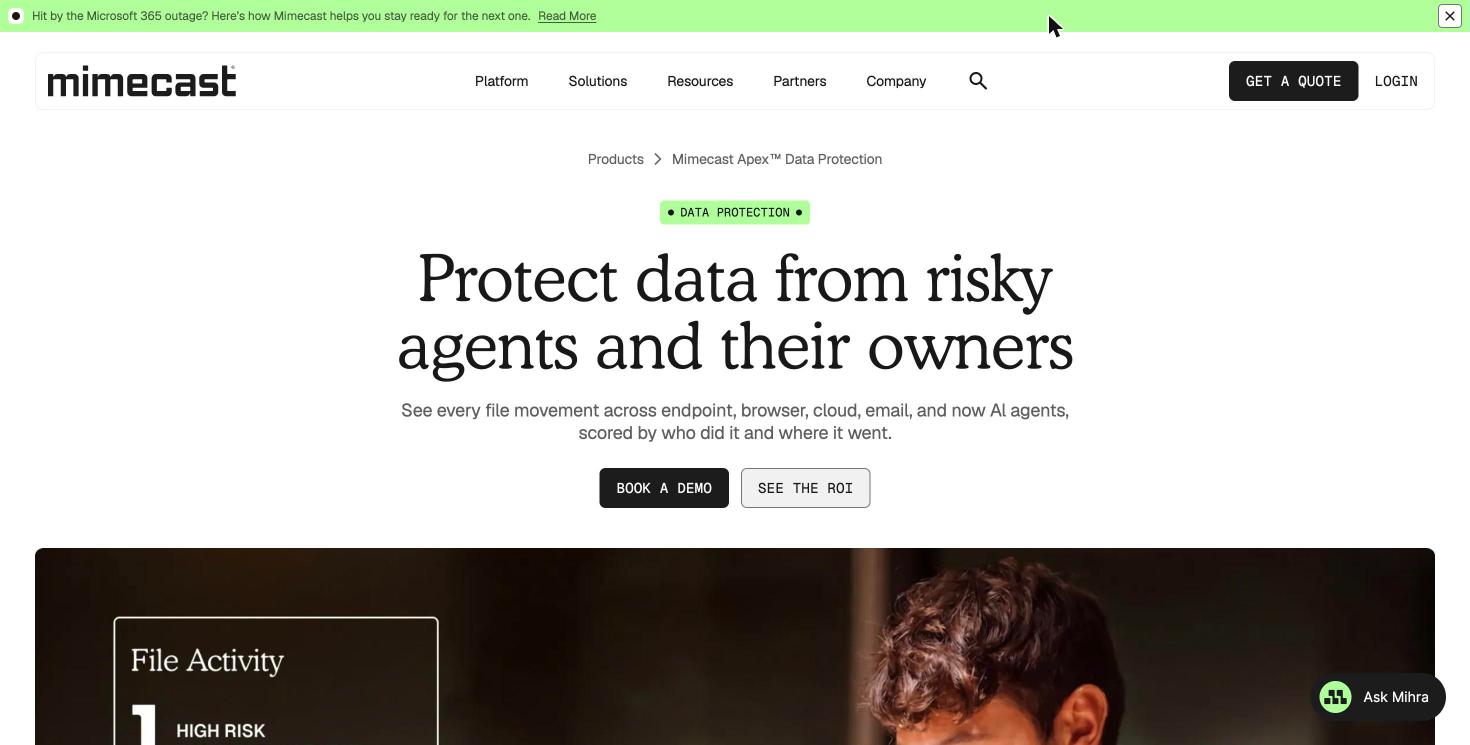 Hit by the Microsoft 365 outage? Here's how Mimecast helps you stay ready for the next one. Read More
mimecast
Platform Solutions Resources Partners Company
GET A QUOTE LOGIN
Products > Mimecast Apex™ Data Protection
• DATA PROTECTION •
Protect data from risky
agents and their owners
See every file movement across endpoint, browser, cloud, email, and now AI agents,
scored by who did it and where it went.
BOOK A DEMO SEE THE ROI
File Activity
1 HIGH RISK
Ask Mihra